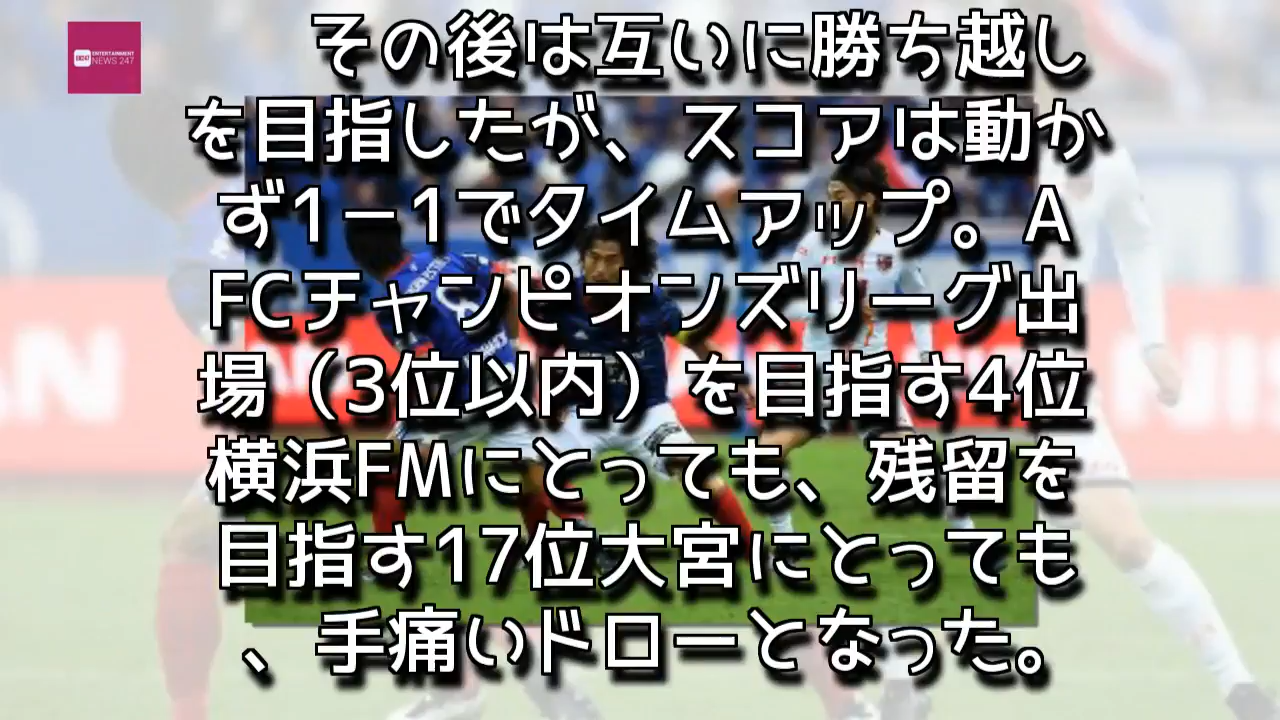 ENTERTAINMENT
NEWS 247
その後は互いに勝ち越し
を目指したが、スコアは動か
ず1－1でタイムアップ。A
FCチャンピオンズリーグ出
場（3位以内）を目指す4位
横浜FMにとっても、残留を
目指す17位大宮にとっても
、手痛いドローとなった。
AN
NIS